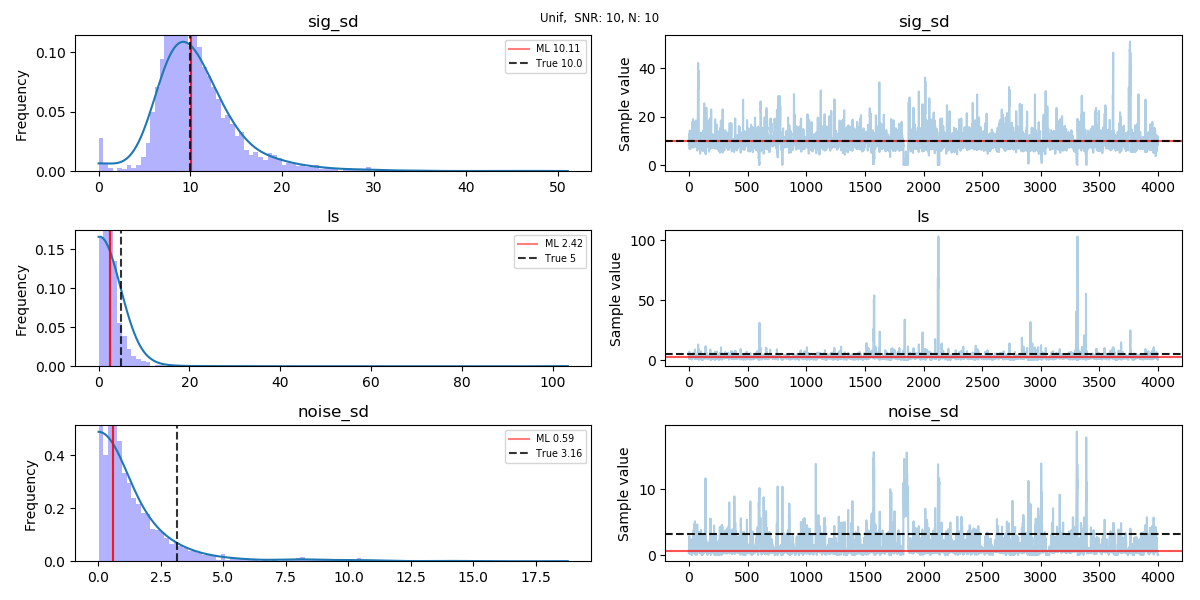 Unif,  SNR: 10, N: 10
sig_sd
Frequency
0.10
0.05
0.00
ML 10.11
True 10.0
0 10 20 30 40 50
sig_sd
Sample value
40
20
0
0 500 1000 1500 2000 2500 3000 3500 4000
ls
Frequency
0.15
0.10
0.05
0.00
ML 2.42
True 5
0 20 40 60 80 100
ls
Sample value
100
50
0
0 500 1000 1500 2000 2500 3000 3500 4000
noise_sd
Frequency
0.4
0.2
0.0
ML 0.59
True 3.16
0.0 2.5 5.0 7.5 10.0 12.5 15.0 17.5
noise_sd
Sample value
10
0
0 500 1000 1500 2000 2500 3000 3500 4000